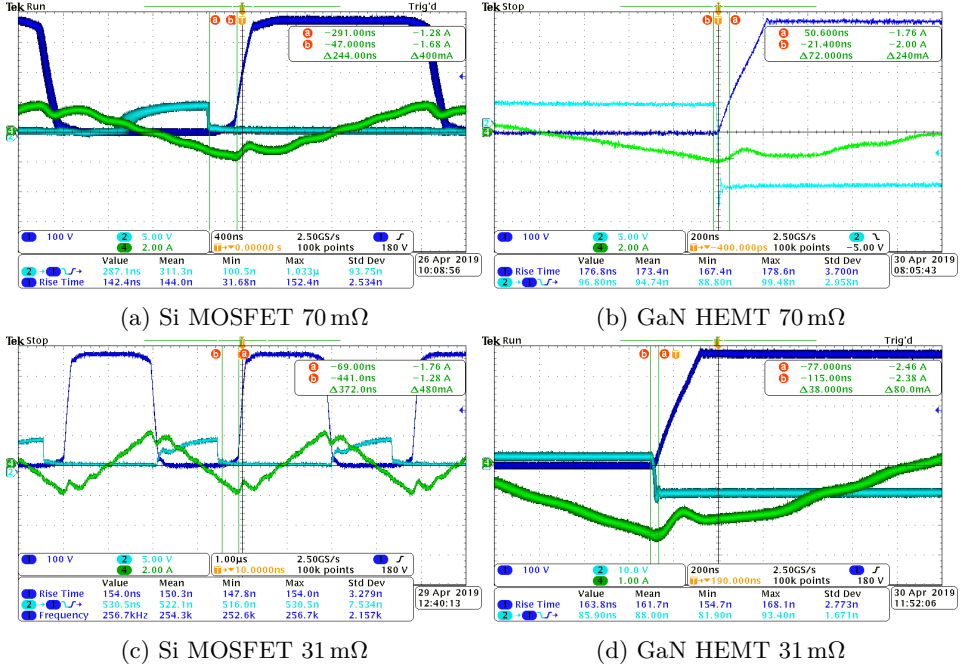 Tek Run Trig'd
a b T
a -291.00ns -1.28 A
b -47.000ns -1.68 A
Δ244.00ns Δ400mA
1 100 V 2 5.00 V 400ns 2.50GS/s 1
4 2.00 A T→▼0.00000 s 100k points 180 V
Value Mean Min Max Std Dev
2 → 1 287.1ns 311.3n 100.5n 1.033μ 93.75n
1 Rise Time 142.4ns 144.0n 31.68n 152.4n 2.534n
26 Apr 2019
10:08:56
(a) Si MOSFET 70 mΩ
Tek Stop
b T a
a 50.600ns -1.76 A
b -21.400ns -2.00 A
Δ72.000ns Δ240mA
1 100 V 2 5.00 V 200ns 2.50GS/s 2
4 2.00 A T→▼-400.000ps 100k points -5.00 V
Value Mean Min Max Std Dev
1 Rise Time 176.8ns 173.4n 167.4n 178.6n 3.700n
2 → 1 96.80ns 94.74n 88.80n 99.48n 2.958n
30 Apr 2019
08:05:43
(b) GaN HEMT 70 mΩ
Tek Stop
b a
a -69.00ns -1.76 A
b -441.0ns -1.28 A
Δ372.0ns Δ480mA
1 100 V 2 5.00 V 1.00μs 2.50GS/s 1
4 2.00 A T→▼10.0000ns 100k points 180 V
Value Mean Min Max Std Dev
1 Rise Time 154.0ns 150.3n 147.8n 154.0n 3.279n
2 → 1 530.5ns 522.1n 516.0n 530.5n 7.534n
1 Frequency 256.7kHz 254.3k 252.6k 256.7k 2.157k
29 Apr 2019
12:40:13
(c) Si MOSFET 31 mΩ
Tek Run Trig'd
b a T
a -77.000ns -2.46 A
b -115.00ns -2.38 A
Δ38.000ns Δ80.0mA
1 100 V 2 10.0 V 200ns 2.50GS/s 1
4 1.00 A T→▼190.000ns 100k points 180 V
Value Mean Min Max Std Dev
1 Rise Time 163.8ns 161.7n 154.7n 168.1n 2.773n
2 → 1 85.90ns 88.00n 81.90n 93.40n 1.671n
30 Apr 2019
11:52:06
(d) GaN HEMT 31 mΩ